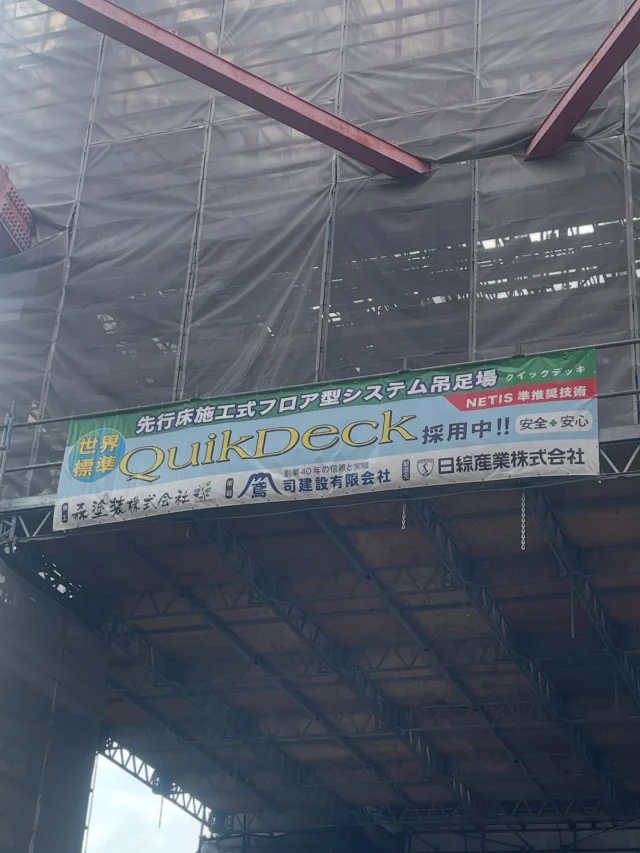 先行床施工式フロア型システム吊足場 クイックデッキ
NETIS 準推奨技術
世界標準 QuikDeck 採用中!! 安全+安心
塗装株式会社
創業40年の信頼と実績
司建設有限会社
日綜産業株式会社